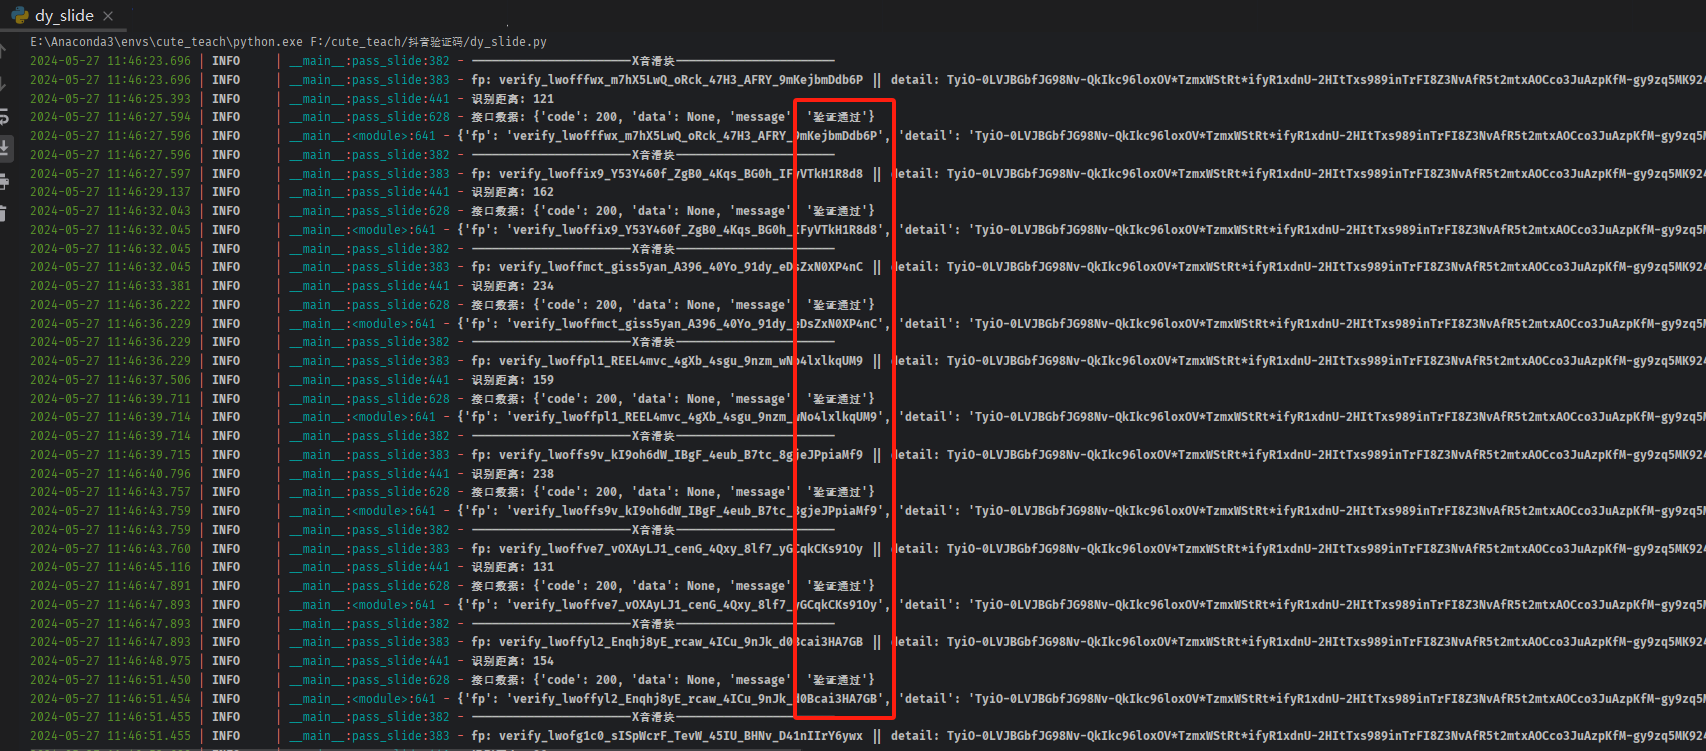 dy_slide ×
E:\Anaconda3\envs\cute_teach\python.exe F:/cute_teach/抖音验证码/dy_slide.py
2024-05-27 11:46:23.696 | INFO | __main__:pass_slide:382 - ————————————————X音滑块————————————————
2024-05-27 11:46:23.696 | INFO | __main__:pass_slide:383 - fp: verify_lwofffwx_m7hX5LwQ_oRck_47H3_AFRY_9mKejbmDdb6P || detail: TyiO-0LVJBGbfJG98Nv-QkIkc96loxOV*TzmxWStRt*ifyR1xdnU-2HItTxs989inTrFI8Z3NvAfR5t2mtxAOCco3JuAzpKfM-gy9zq5MK924
2024-05-27 11:46:25.393 | INFO | __main__:pass_slide:441 - 识别距离: 121
2024-05-27 11:46:27.594 | INFO | __main__:pass_slide:628 - 接口数据: {'code': 200, 'data': None, 'message' '验证通过'}
2024-05-27 11:46:27.596 | INFO | __main__:<module>:641 - {'fp': 'verify_lwofffwx_m7hX5LwQ_oRck_47H3_AFRY_9mKejbmDdb6P', 'detail': 'TyiO-0LVJBGbfJG98Nv-QkIkc96loxOV*TzmxWStRt*ifyR1xdnU-2HItTxs989inTrFI8Z3NvAfR5t2mtxAOCco3JuAzpKfM-gy9zq5M
2024-05-27 11:46:27.596 | INFO | __main__:pass_slide:382 - ————————————————X音滑块————————————————
2024-05-27 11:46:27.597 | INFO | __main__:pass_slide:383 - fp: verify_lwoffix9_Y53Y460f_ZgB0_4Kqs_BG0h_IFyVTkH1R8d8 || detail: TyiO-0LVJBGbfJG98Nv-QkIkc96loxOV*TzmxWStRt*ifyR1xdnU-2HItTxs989inTrFI8Z3NvAfR5t2mtxAOCco3JuAzpKfM-gy9zq5MK924
2024-05-27 11:46:29.137 | INFO | __main__:pass_slide:441 - 识别距离: 162
2024-05-27 11:46:32.043 | INFO | __main__:pass_slide:628 - 接口数据: {'code': 200, 'data': None, 'message' '验证通过'}
2024-05-27 11:46:32.045 | INFO | __main__:<module>:641 - {'fp': 'verify_lwoffix9_Y53Y460f_ZgB0_4Kqs_BG0h_IFyVTkH1R8d8', 'detail': 'TyiO-0LVJBGbfJG98Nv-QkIkc96loxOV*TzmxWStRt*ifyR1xdnU-2HItTxs989inTrFI8Z3NvAfR5t2mtxAOCco3JuAzpKfM-gy9zq5M
2024-05-27 11:46:32.045 | INFO | __main__:pass_slide:382 - ————————————————X音滑块————————————————
2024-05-27 11:46:32.045 | INFO | __main__:pass_slide:383 - fp: verify_lwoffmct_giss5yan_A396_40Yo_91dy_eDsZxN0XP4nC || detail: TyiO-0LVJBGbfJG98Nv-QkIkc96loxOV*TzmxWStRt*ifyR1xdnU-2HItTxs989inTrFI8Z3NvAfR5t2mtxAOCco3JuAzpKfM-gy9zq5MK924
2024-05-27 11:46:33.381 | INFO | __main__:pass_slide:441 - 识别距离: 234
2024-05-27 11:46:36.222 | INFO | __main__:pass_slide:628 - 接口数据: {'code': 200, 'data': None, 'message' '验证通过'}
2024-05-27 11:46:36.229 | INFO | __main__:<module>:641 - {'fp': 'verify_lwoffmct_giss5yan_A396_40Yo_91dy_eDsZxN0XP4nC', 'detail': 'TyiO-0LVJBGbfJG98Nv-QkIkc96loxOV*TzmxWStRt*ifyR1xdnU-2HItTxs989inTrFI8Z3NvAfR5t2mtxAOCco3JuAzpKfM-gy9zq5M
2024-05-27 11:46:36.229 | INFO | __main__:pass_slide:382 - ————————————————X音滑块————————————————
2024-05-27 11:46:36.229 | INFO | __main__:pass_slide:383 - fp: verify_lwoffpl1_REEL4mvc_4gXb_4sgu_9nzm_wNo4lxlkqUM9 || detail: TyiO-0LVJBGbfJG98Nv-QkIkc96loxOV*TzmxWStRt*ifyR1xdnU-2HItTxs989inTrFI8Z3NvAfR5t2mtxAOCco3JuAzpKfM-gy9zq5MK924
2024-05-27 11:46:37.506 | INFO | __main__:pass_slide:441 - 识别距离: 159
2024-05-27 11:46:39.711 | INFO | __main__:pass_slide:628 - 接口数据: {'code': 200, 'data': None, 'message' '验证通过'}
2024-05-27 11:46:39.714 | INFO | __main__:<module>:641 - {'fp': 'verify_lwoffpl1_REEL4mvc_4gXb_4sgu_9nzm_wNo4lxlkqUM9', 'detail': 'TyiO-0LVJBGbfJG98Nv-QkIkc96loxOV*TzmxWStRt*ifyR1xdnU-2HItTxs989inTrFI8Z3NvAfR5t2mtxAOCco3JuAzpKfM-gy9zq5M
2024-05-27 11:46:39.714 | INFO | __main__:pass_slide:382 - ————————————————X音滑块————————————————
2024-05-27 11:46:39.715 | INFO | __main__:pass_slide:383 - fp: verify_lwoffs9v_kI9oh6dW_IBgF_4eub_B7tc_8gjeJPpiaMf9 || detail: TyiO-0LVJBGbfJG98Nv-QkIkc96loxOV*TzmxWStRt*ifyR1xdnU-2HItTxs989inTrFI8Z3NvAfR5t2mtxAOCco3JuAzpKfM-gy9zq5MK924
2024-05-27 11:46:40.796 | INFO | __main__:pass_slide:441 - 识别距离: 238
2024-05-27 11:46:43.757 | INFO | __main__:pass_slide:628 - 接口数据: {'code': 200, 'data': None, 'message' '验证通过'}
2024-05-27 11:46:43.759 | INFO | __main__:<module>:641 - {'fp': 'verify_lwoffs9v_kI9oh6dW_IBgF_4eub_B7tc_8gjeJPpiaMf9', 'detail': 'TyiO-0LVJBGbfJG98Nv-QkIkc96loxOV*TzmxWStRt*ifyR1xdnU-2HItTxs989inTrFI8Z3NvAfR5t2mtxAOCco3JuAzpKfM-gy9zq5M
2024-05-27 11:46:43.759 | INFO | __main__:pass_slide:382 - ————————————————X音滑块————————————————
2024-05-27 11:46:43.760 | INFO | __main__:pass_slide:383 - fp: verify_lwoffve7_vOXAyLJ1_cenG_4Qxy_8lf7_yGCqkCKs91Oy || detail: TyiO-0LVJBGbfJG98Nv-QkIkc96loxOV*TzmxWStRt*ifyR1xdnU-2HItTxs989inTrFI8Z3NvAfR5t2mtxAOCco3JuAzpKfM-gy9zq5MK924
2024-05-27 11:46:45.116 | INFO | __main__:pass_slide:441 - 识别距离: 131
2024-05-27 11:46:47.891 | INFO | __main__:pass_slide:628 - 接口数据: {'code': 200, 'data': None, 'message' '验证通过'}
2024-05-27 11:46:47.893 | INFO | __main__:<module>:641 - {'fp': 'verify_lwoffve7_vOXAyLJ1_cenG_4Qxy_8lf7_yGCqkCKs91Oy', 'detail': 'TyiO-0LVJBGbfJG98Nv-QkIkc96loxOV*TzmxWStRt*ifyR1xdnU-2HItTxs989inTrFI8Z3NvAfR5t2mtxAOCco3JuAzpKfM-gy9zq5M
2024-05-27 11:46:47.893 | INFO | __main__:pass_slide:382 - ————————————————X音滑块————————————————
2024-05-27 11:46:47.893 | INFO | __main__:pass_slide:383 - fp: verify_lwoffyl2_Enqhj8yE_rcaw_4ICu_9nJk_d0Bcai3HA7GB || detail: TyiO-0LVJBGbfJG98Nv-QkIkc96loxOV*TzmxWStRt*ifyR1xdnU-2HItTxs989inTrFI8Z3NvAfR5t2mtxAOCco3JuAzpKfM-gy9zq5MK924
2024-05-27 11:46:48.975 | INFO | __main__:pass_slide:441 - 识别距离: 154
2024-05-27 11:46:51.450 | INFO | __main__:pass_slide:628 - 接口数据: {'code': 200, 'data': None, 'message' '验证通过'}
2024-05-27 11:46:51.454 | INFO | __main__:<module>:641 - {'fp': 'verify_lwoffyl2_Enqhj8yE_rcaw_4ICu_9nJk_d0Bcai3HA7GB', 'detail': 'TyiO-0LVJBGbfJG98Nv-QkIkc96loxOV*TzmxWStRt*ifyR1xdnU-2HItTxs989inTrFI8Z3NvAfR5t2mtxAOCco3JuAzpKfM-gy9zq5M
2024-05-27 11:46:51.455 | INFO | __main__:pass_slide:382 - ————————————————X音滑块————————————————
2024-05-27 11:46:51.455 | INFO | __main__:pass_slide:383 - fp: verify_lwofg1c0_sISpWcrF_TevW_45IU_BHNv_D41nIIrY6ywx || detail: TyiO-0LVJBGbfJG98Nv-QkIkc96loxOV*TzmxWStRt*ifyR1xdnU-2HItTxs989inTrFI8Z3NvAfR5t2mtxAOCco3JuAzpKfM-gy9zq5MK924